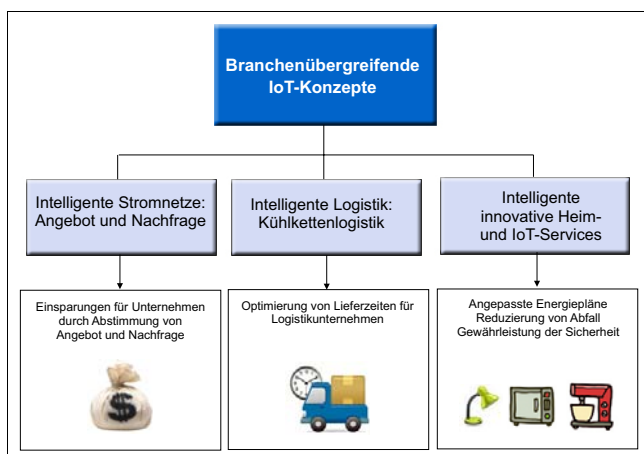 Branchenübergreifende
IoT-Konzepte
Intelligente Stromnetze:
Angebot und Nachfrage
Intelligente Logistik:
Kühlkettenlogistik
Intelligente
innovative Heim-
und IoT-Services
Einsparungen für Unternehmen
durch Abstimmung von
Angebot und Nachfrage
Optimierung von Lieferzeiten für
Logistikunternehmen
Angepasste Energiepläne
Reduzierung von Abfall
Gewährleistung der Sicherheit
$